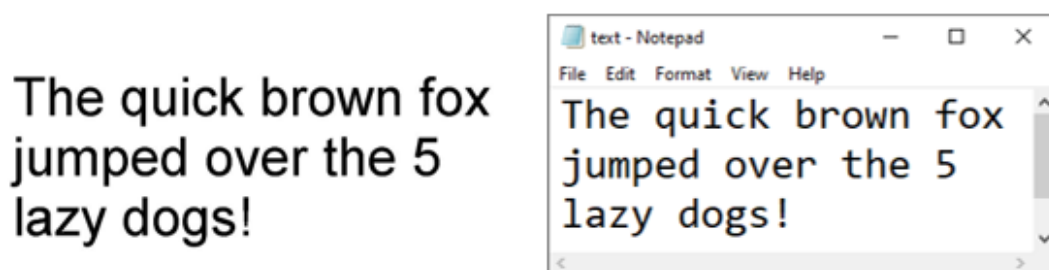 The quick brown fox
jumped over the 5
lazy dogs!
text - Notepad
File Edit Format View Help
The quick brown fox
jumped over the 5
lazy dogs!